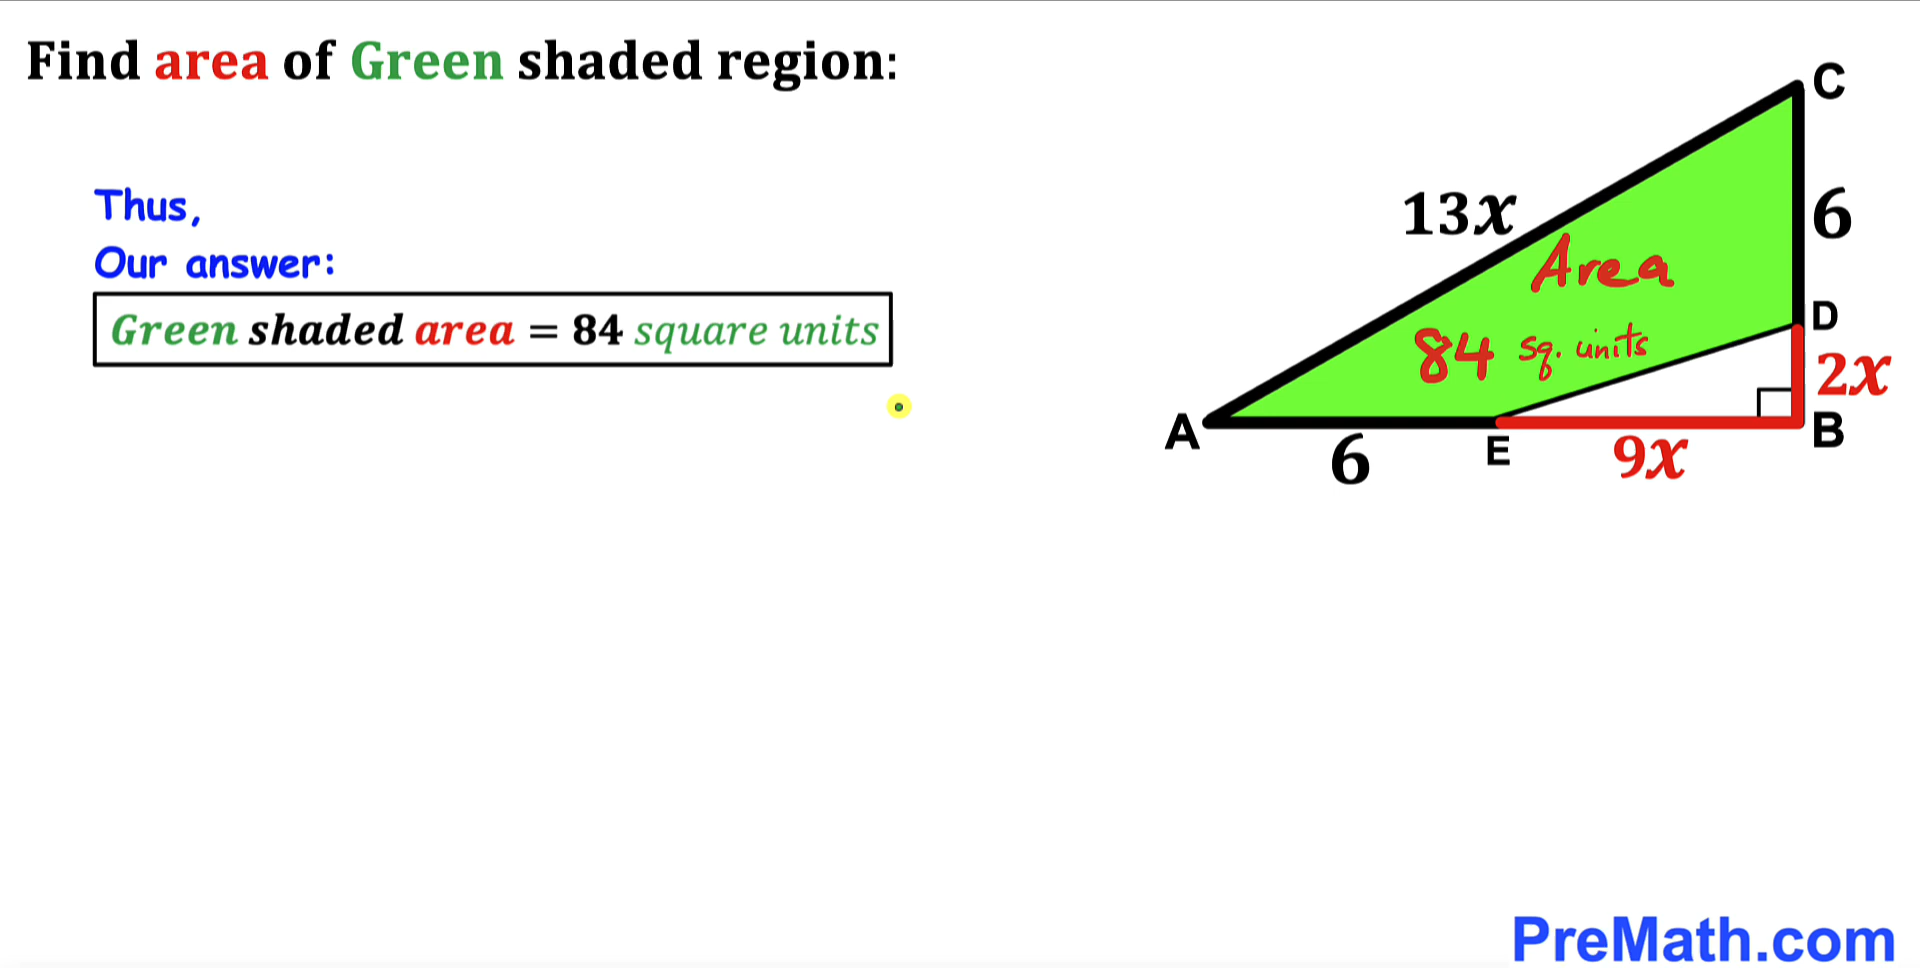 Find area of Green shaded region:
Thus,
Our answer:
Green shaded area = 84 square units
C
13x
6
Area
D
84 sq. units
2x
A
B
6
E
9x
PreMath.com